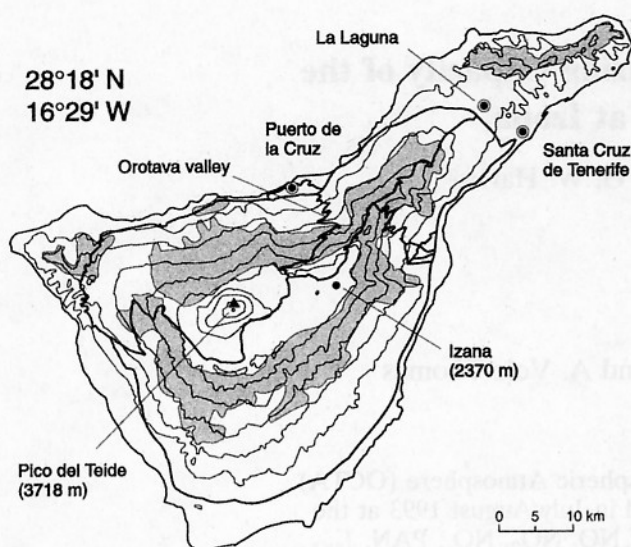 La Laguna
28°18' N
16°29' W
Puerto de
la Cruz
Santa Cruz
de Tenerife
Orotava valley
Izana
(2370 m)
Pico del Teide
(3718 m)
0 5 10 km